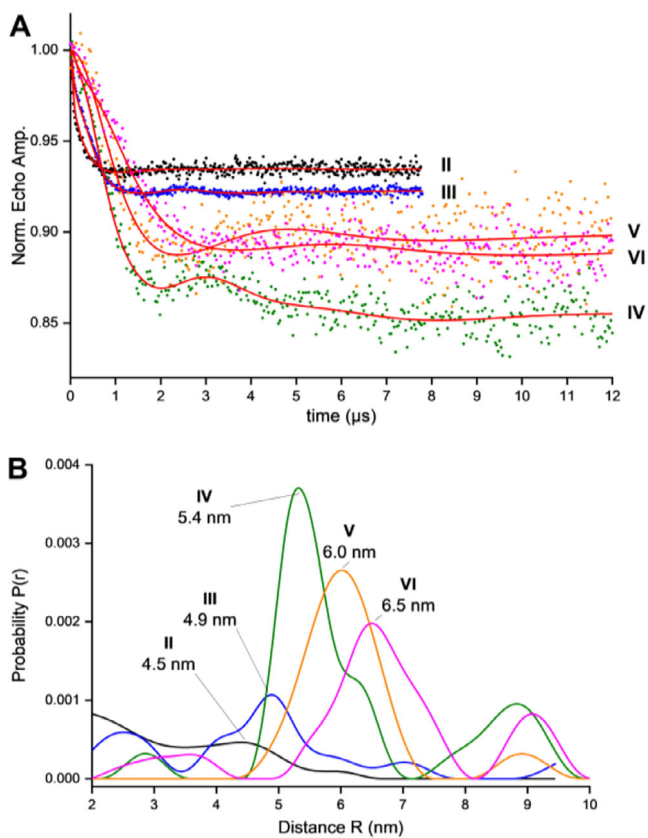 A
Norm. Echo Amp.
1.00
0.95
0.90
0.85
II
III
V
VI
IV
0 1 2 3 4 5 6 7 8 9 10 11 12
time (µs)
B
Probability P(r)
0.004
0.003
0.002
0.001
0.000
IV
5.4 nm
V
6.0 nm
VI
6.5 nm
III
4.9 nm
II
4.5 nm
2 3 4 5 6 7 8 9 10
Distance R (nm)